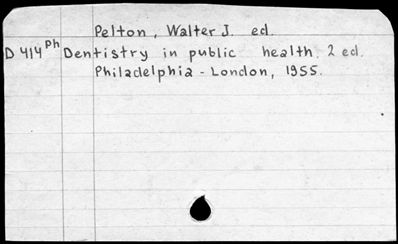 Pelton, Walter J. ed.
D 414 Ph Dentistry in public health. 2 ed.
Philadelphia - London, 1955.